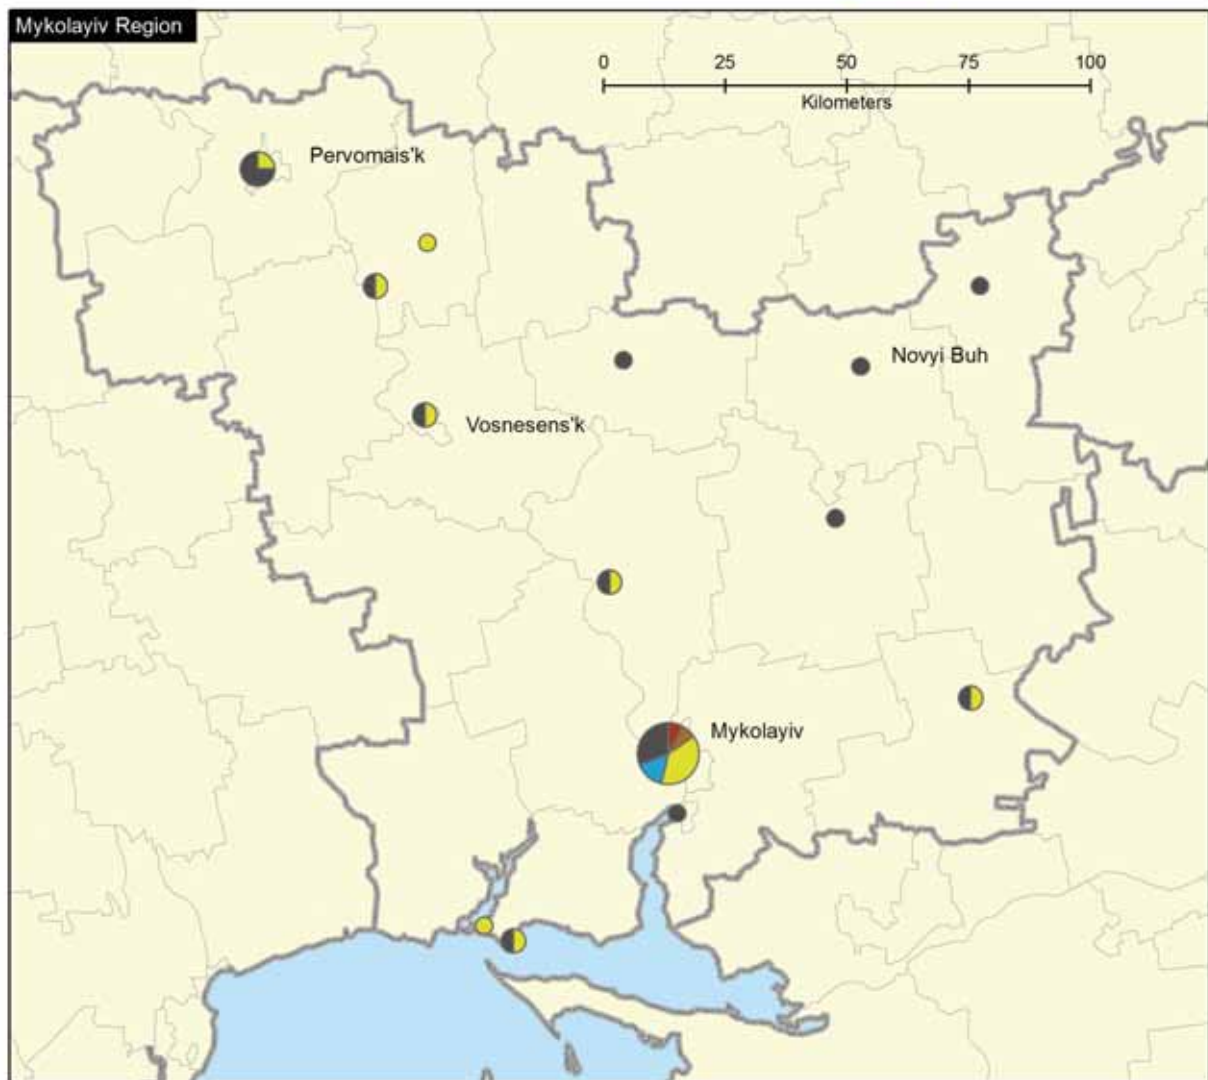 Mykolayiv Region
0 25 50 75 100
Kilometers
Pervomais'k
Novyi Buh
Vosnesens'k
Mykolayiv